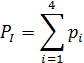 P_I = \sum_{i=1}^{4} p_i